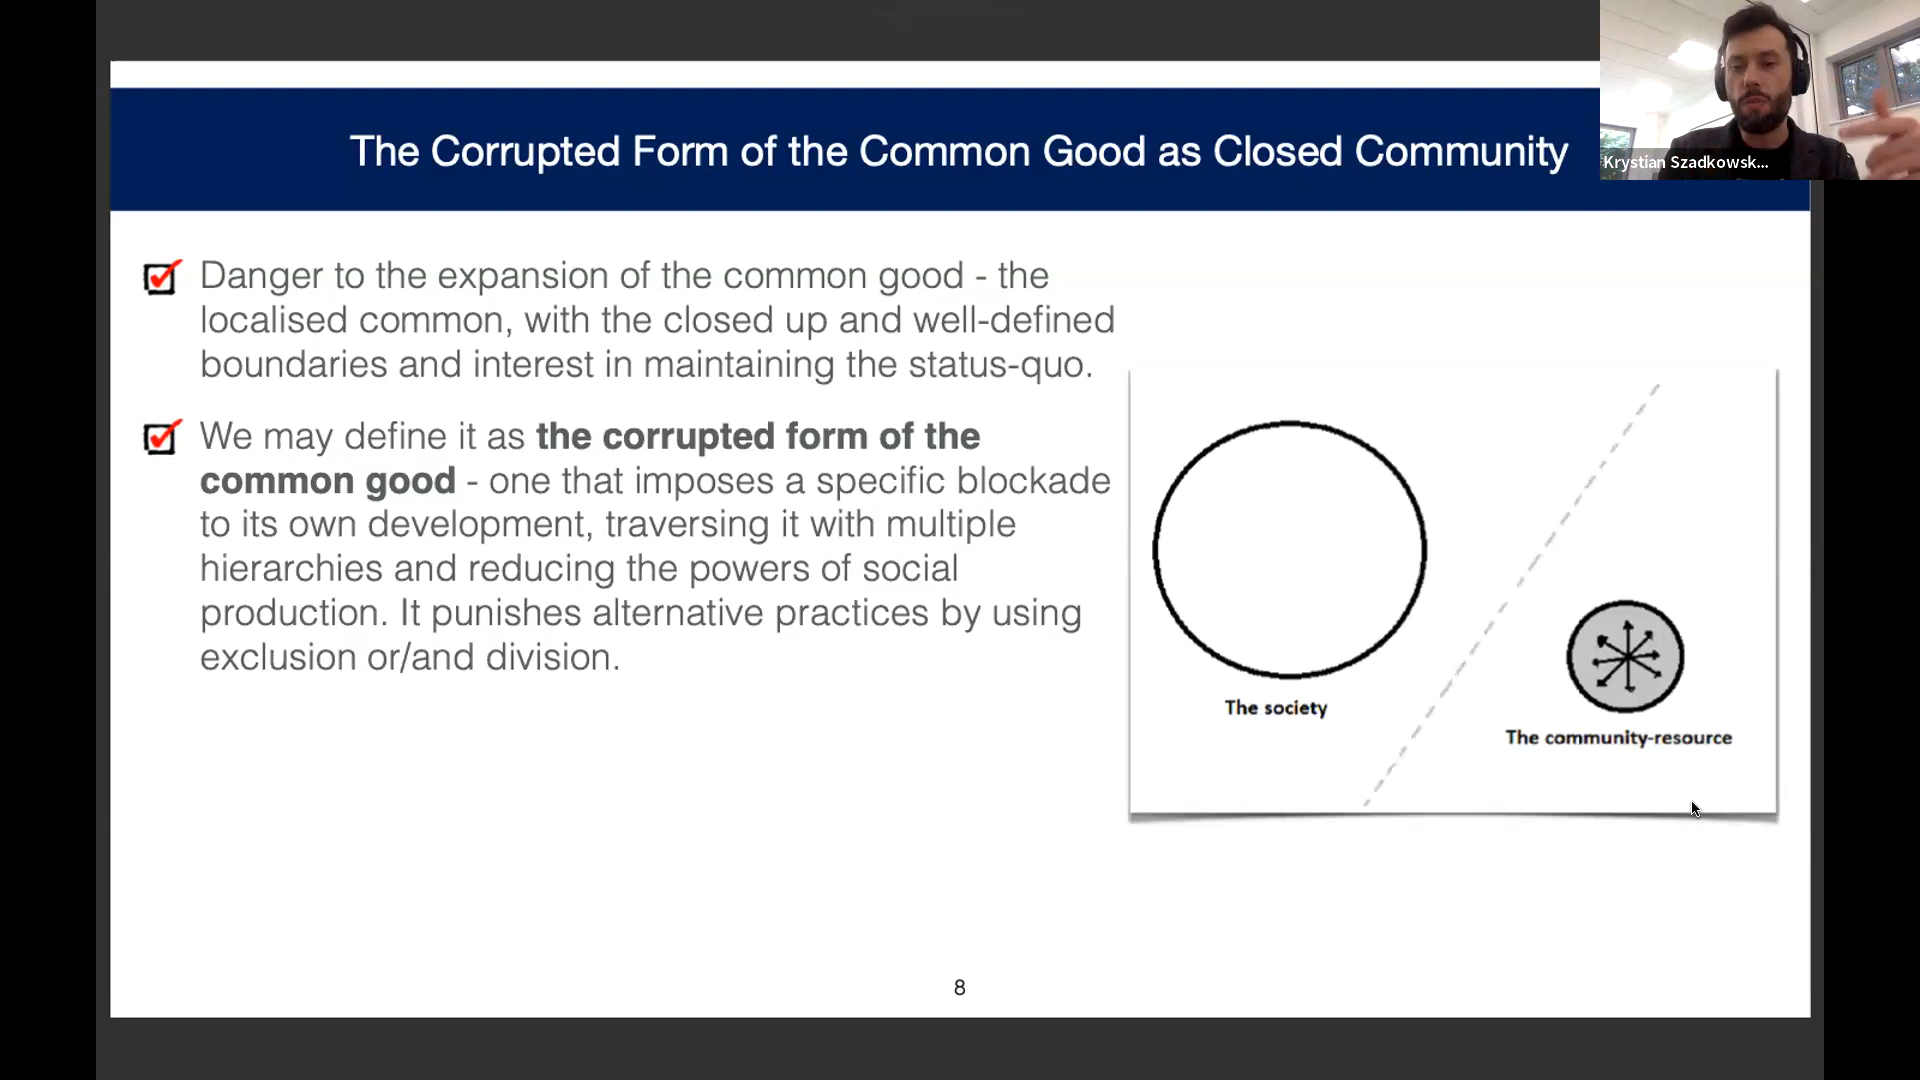 The Corrupted Form of the Common Good as Closed Community
Krystian Szadkowsk...
Danger to the expansion of the common good - the
localised common, with the closed up and well-defined
boundaries and interest in maintaining the status-quo.
We may define it as the corrupted form of the
common good - one that imposes a specific blockade
to its own development, traversing it with multiple
hierarchies and reducing the powers of social
production. It punishes alternative practices by using
exclusion or/and division.
The society
The community-resource
8